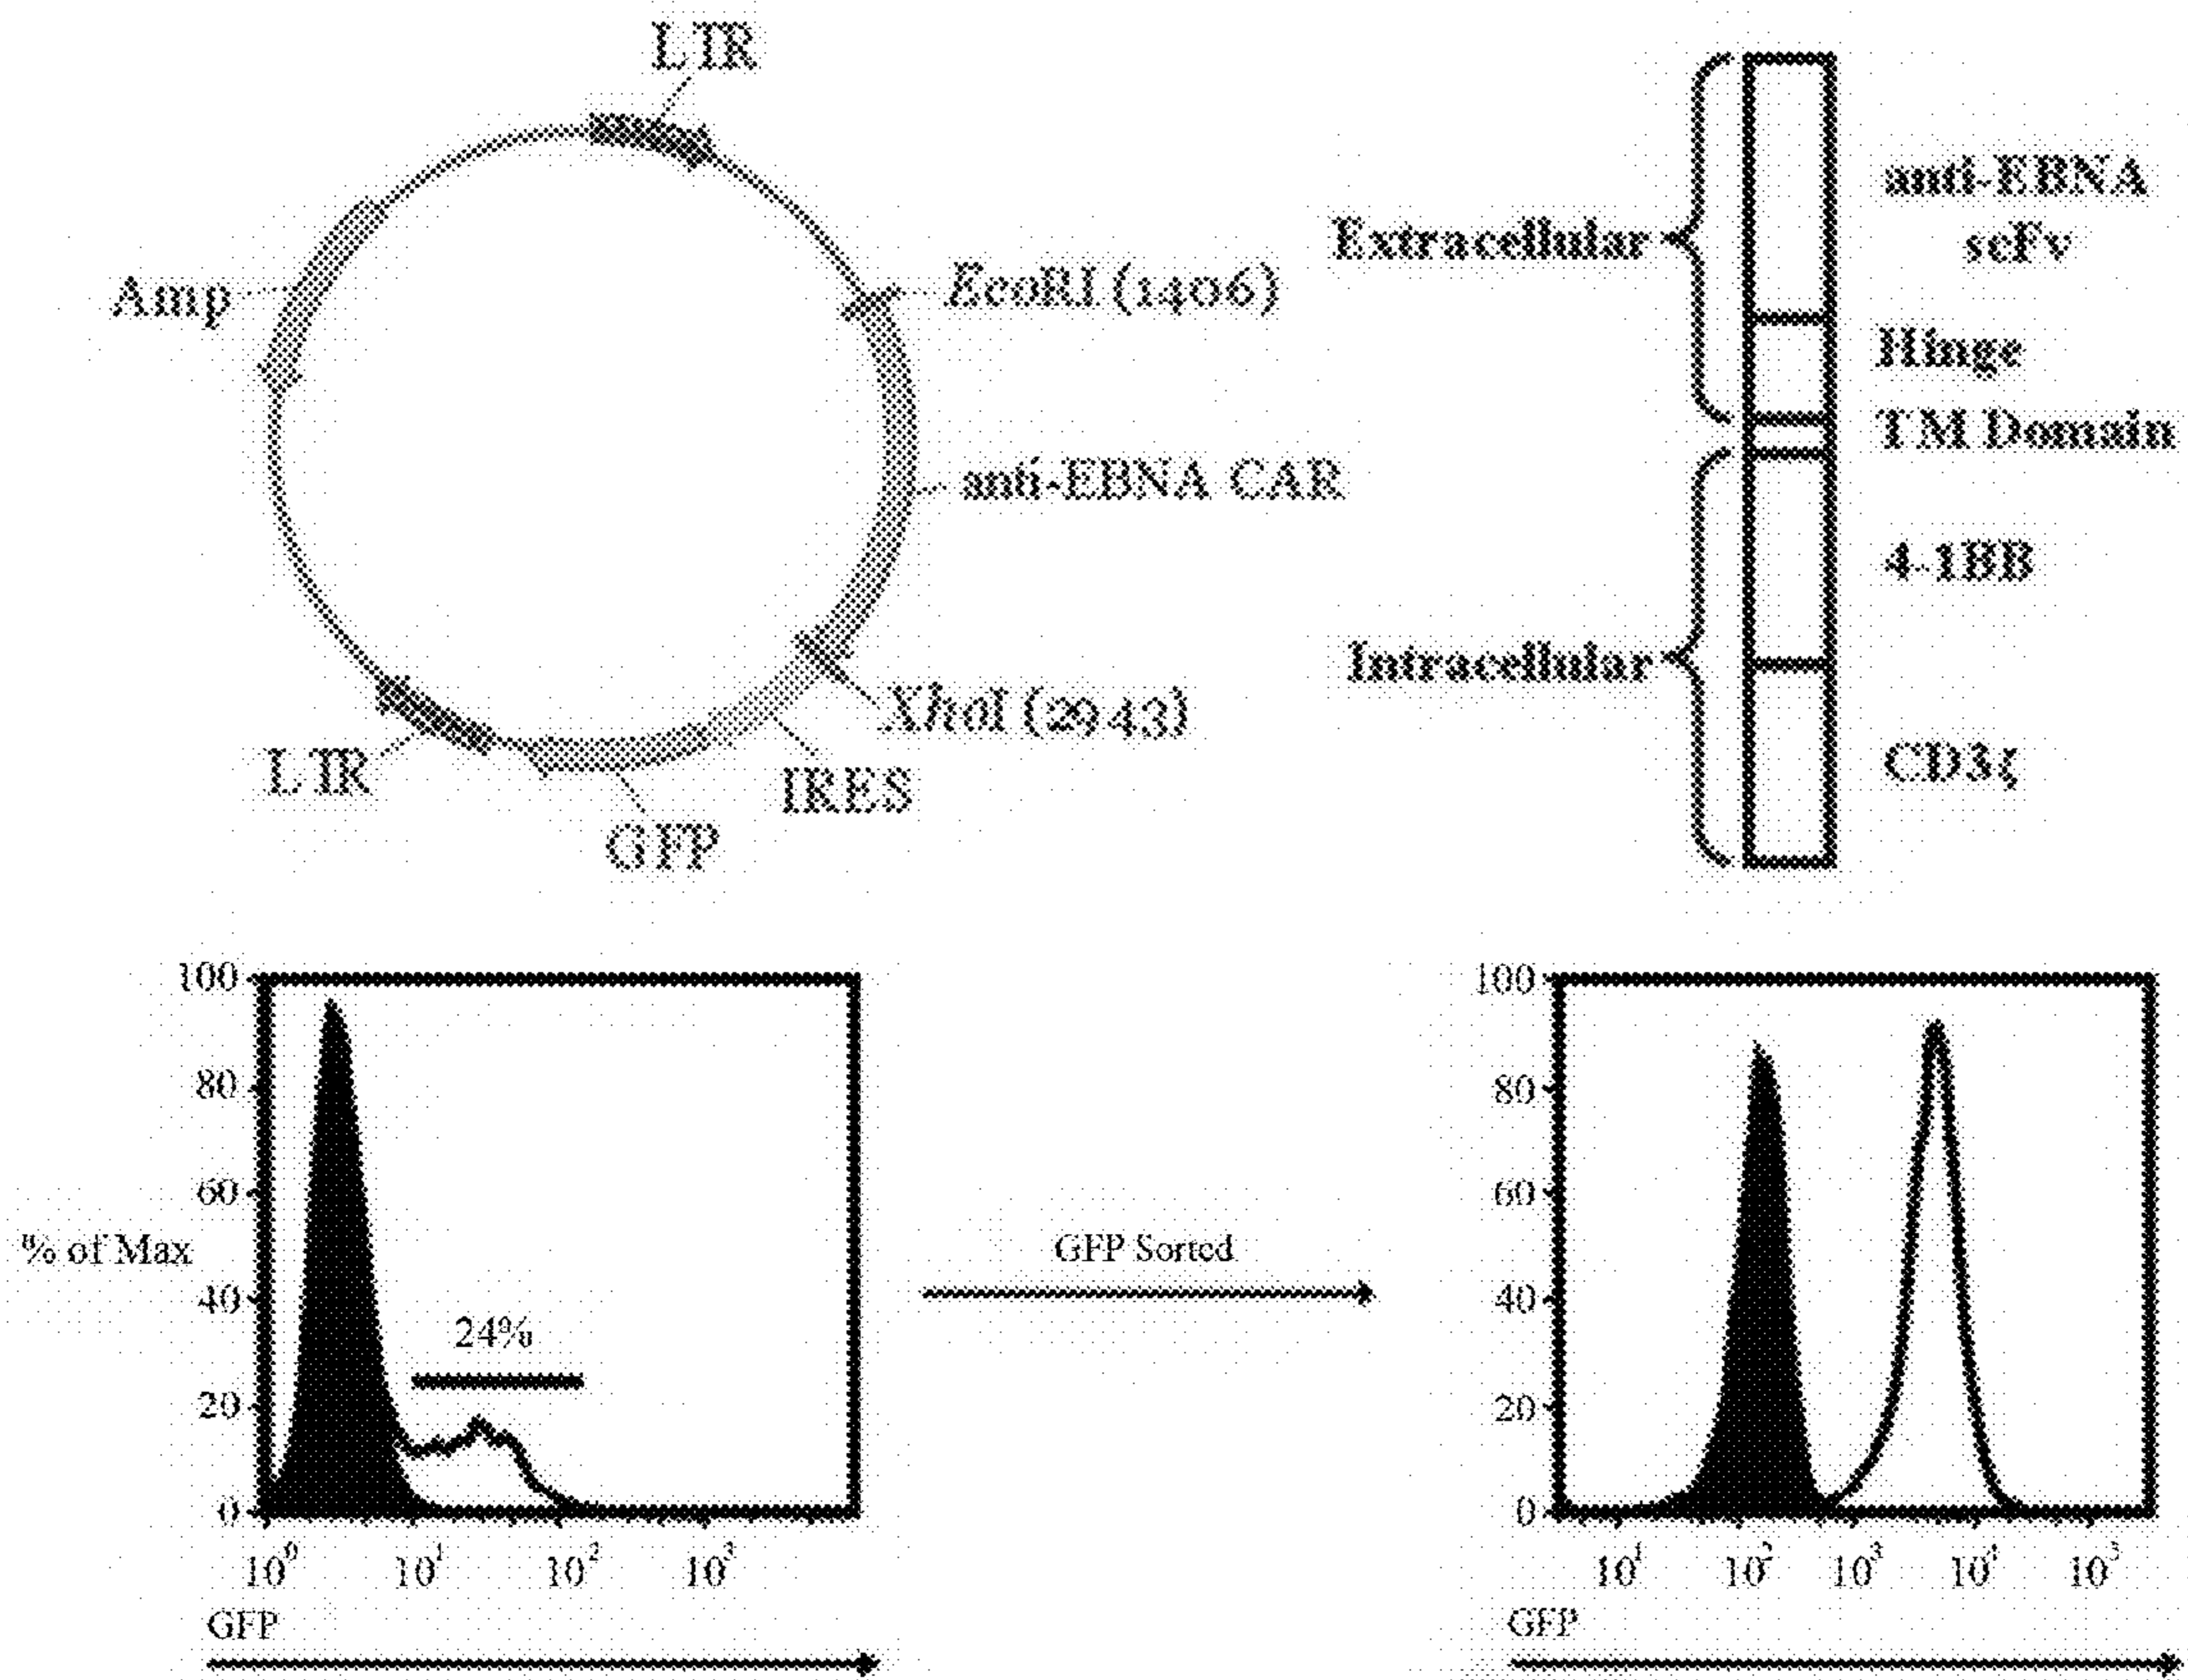 LTR
Amp
EcoRI (1406)
anti-EBNA CAR
XhoI (2943)
IRES
GFP
LTR
Extracellular
Intracellular
anti-EBNA
scFv
Hinge
TM Domain
4-1BB
CD3ζ
100
80
60
40
20
0
% of Max
24%
10⁰ 10¹ 10² 10³
GFP
GFP Sorted
100
80
60
40
20
0
10¹ 10² 10³ 10⁴ 10⁵
GFP